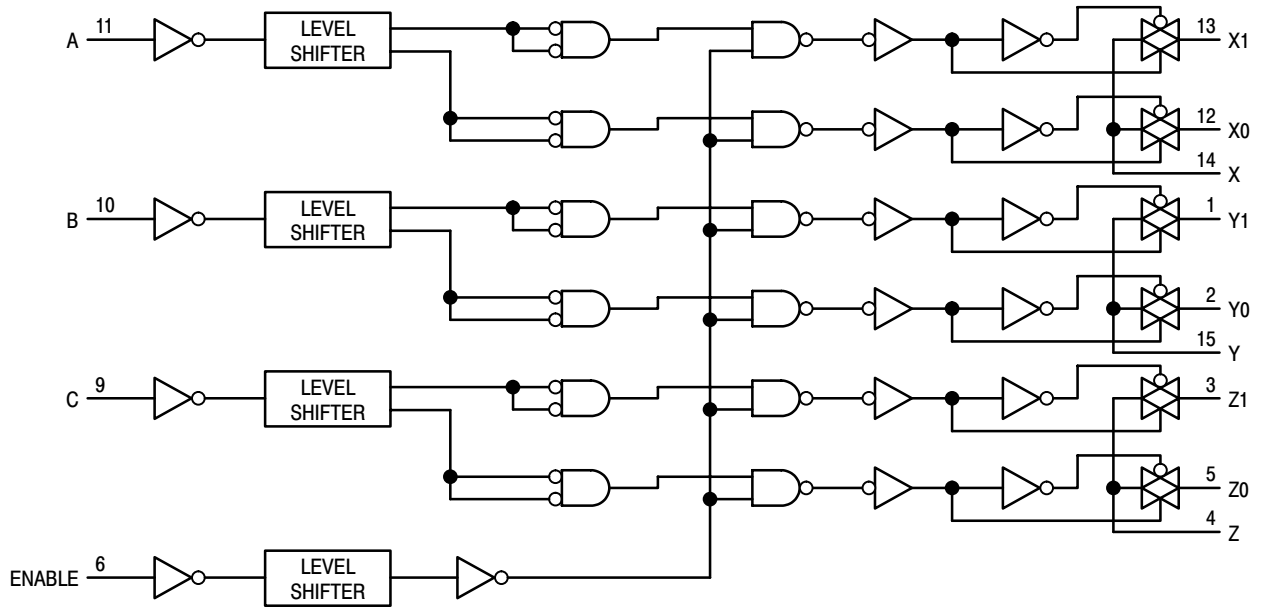 A 11 LEVEL SHIFTER 13 X1
12 X0
14 X
B 10 LEVEL SHIFTER 1 Y1
2 Y0
15 Y
C 9 LEVEL SHIFTER 3 Z1
5 Z0
4 Z
ENABLE 6 LEVEL SHIFTER